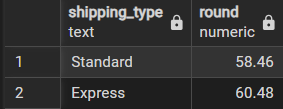 shipping_type round
text numeric
1 Standard 58.46
2 Express 60.48